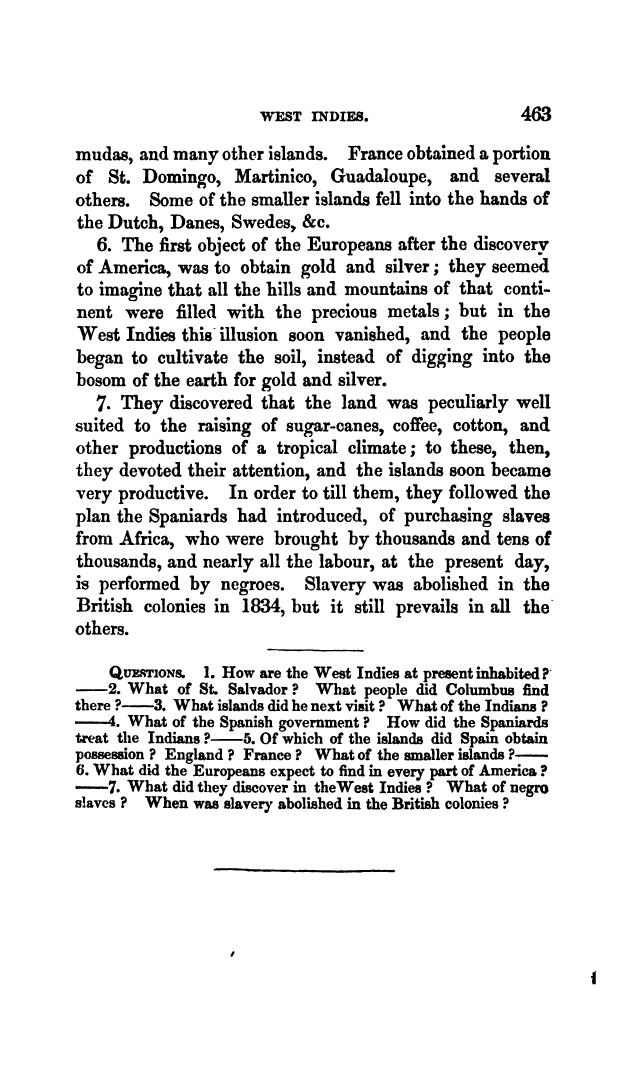 WEST INDIES. 463
mudas, and many other islands. France obtained a portion
of St. Domingo, Martinico, Guadaloupe, and several
others. Some of the smaller islands fell into the hands of
the Dutch, Danes, Swedes, &c.
6. The first object of the Europeans after the discovery
of America, was to obtain gold and silver; they seemed
to imagine that all the hills and mountains of that conti-
nent were filled with the precious metals; but in the
West Indies this illusion soon vanished, and the people
began to cultivate the soil, instead of digging into the
bosom of the earth for gold and silver.
7. They discovered that the land was peculiarly well
suited to the raising of sugar-canes, coffee, cotton, and
other productions of a tropical climate; to these, then,
they devoted their attention, and the islands soon became
very productive. In order to till them, they followed the
plan the Spaniards had introduced, of purchasing slaves
from Africa, who were brought by thousands and tens of
thousands, and nearly all the labour, at the present day,
is performed by negroes. Slavery was abolished in the
British colonies in 1834, but it still prevails in all the
others.
QUESTIONS. 1. How are the West Indies at present inhabited?
——2. What of St. Salvador? What people did Columbus find
there?——3. What islands did he next visit? What of the Indians?
——4. What of the Spanish government? How did the Spaniards
treat the Indians?——5. Of which of the islands did Spain obtain
possession? England? France? What of the smaller islands?——
6. What did the Europeans expect to find in every part of America?
——7. What did they discover in the West Indies? What of negro
slaves? When was slavery abolished in the British colonies?